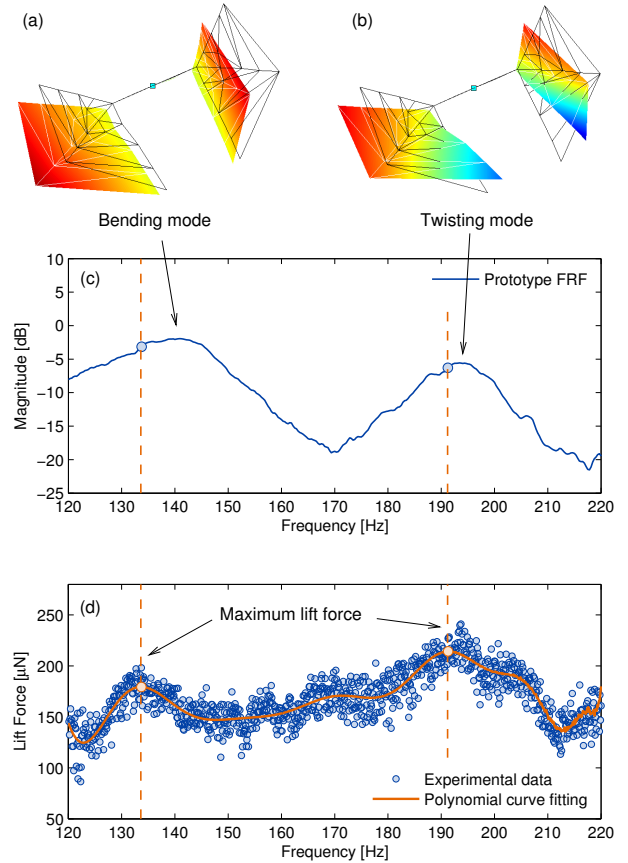 (a)
(b)
Bending mode
Twisting mode
(c)
Prototype FRF
Magnitude [dB]
10
5
0
−5
−10
−15
−20
−25
120 130 140 150 160 170 180 190 200 210 220
Frequency [Hz]
(d)
Maximum lift force
Lift Force [µN]
250
200
150
100
50
Experimental data
Polynomial curve fitting
120 130 140 150 160 170 180 190 200 210 220
Frequency [Hz]